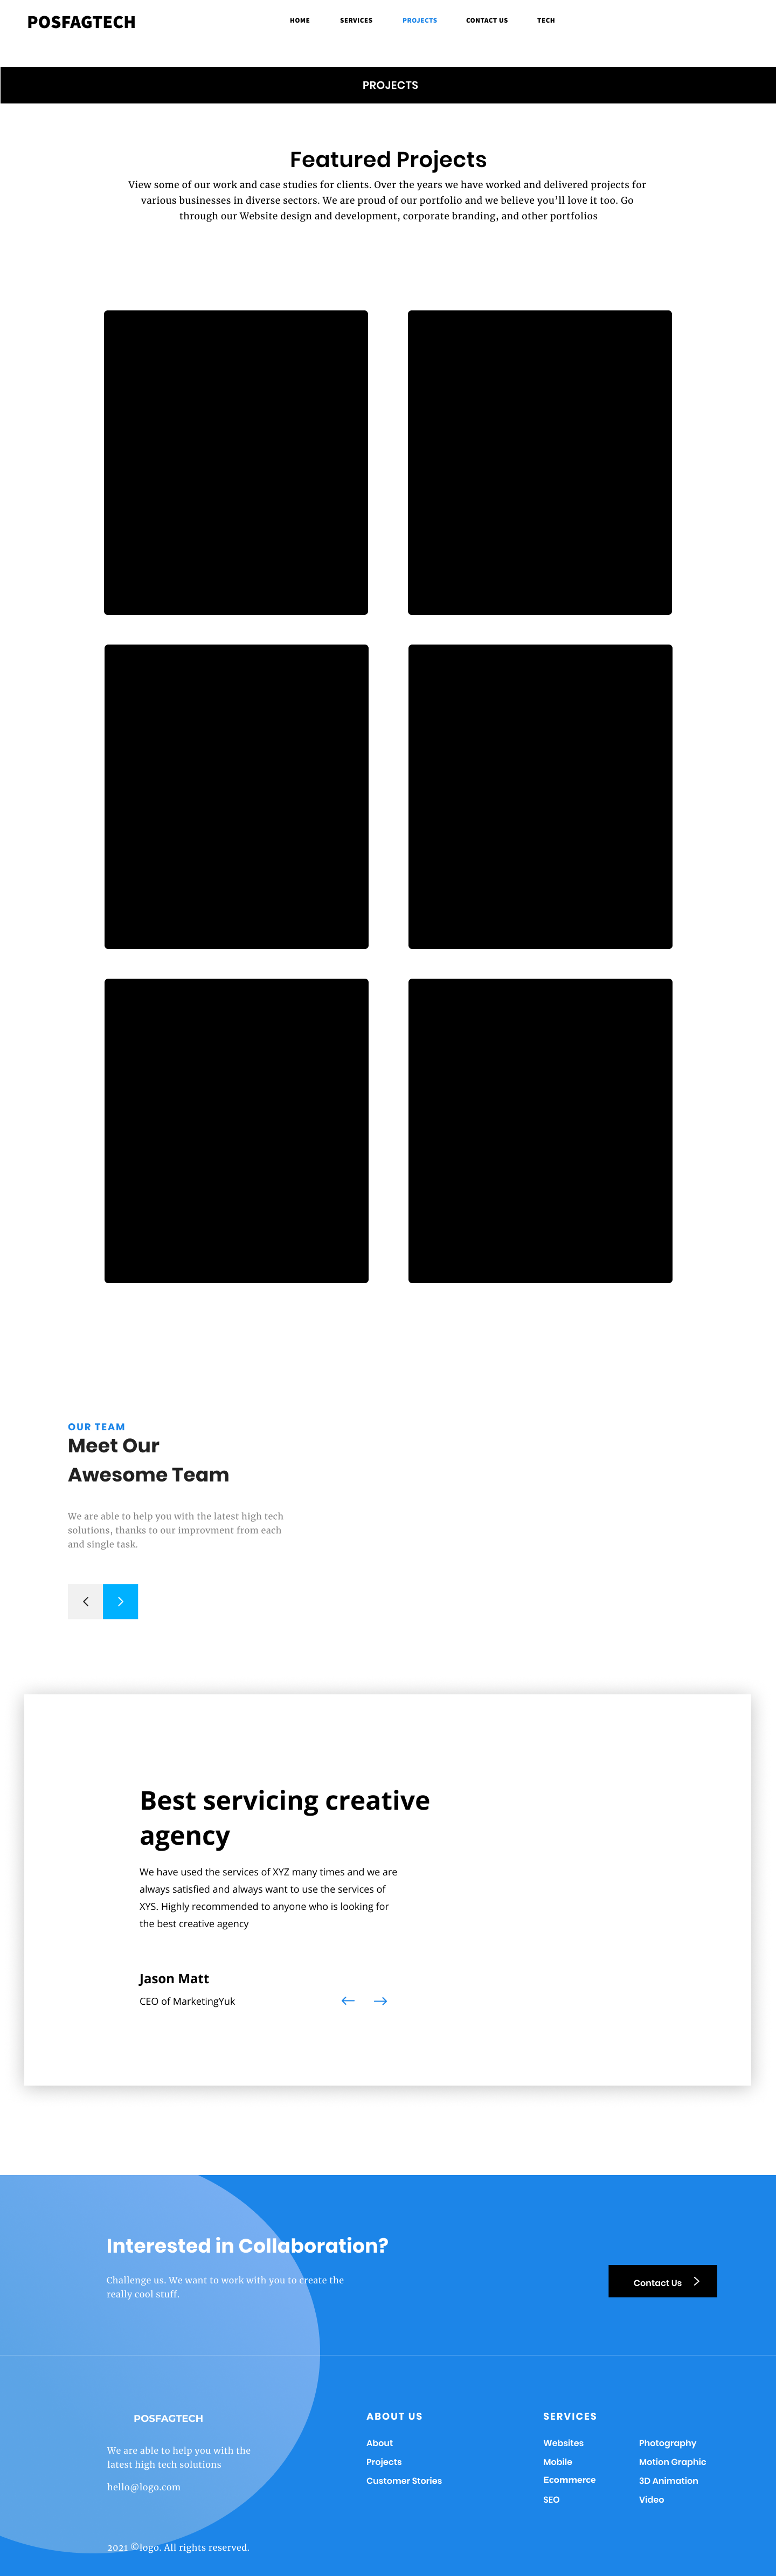 POSFAGTECH
HOME SERVICES PROJECTS CONTACT US TECH
PROJECTS
Featured Projects
View some of our work and case studies for clients. Over the years we have worked and delivered projects for
various businesses in diverse sectors. We are proud of our portfolio and we believe you'll love it too. Go
through our Website design and development, corporate branding, and other portfolios
OUR TEAM
Meet Our
Awesome Team
We are able to help you with the latest high tech
solutions, thanks to our improvment from each
and single task.
Best servicing creative
agency
We have used the services of XYZ many times and we are
always satisfied and always want to use the services of
XYS. Highly recommended to anyone who is looking for
the best creative agency
Jason Matt
CEO of MarketingYuk
Interested in Collaboration?
Challenge us. We want to work with you to create the
really cool stuff.
Contact Us
POSFAGTECH
We are able to help you with the
latest high tech solutions
hello@logo.com
2021 ©logo. All rights reserved.
ABOUT US
About
Projects
Customer Stories
SERVICES
Websites
Mobile
Ecommerce
SEO
Photography
Motion Graphic
3D Animation
Video